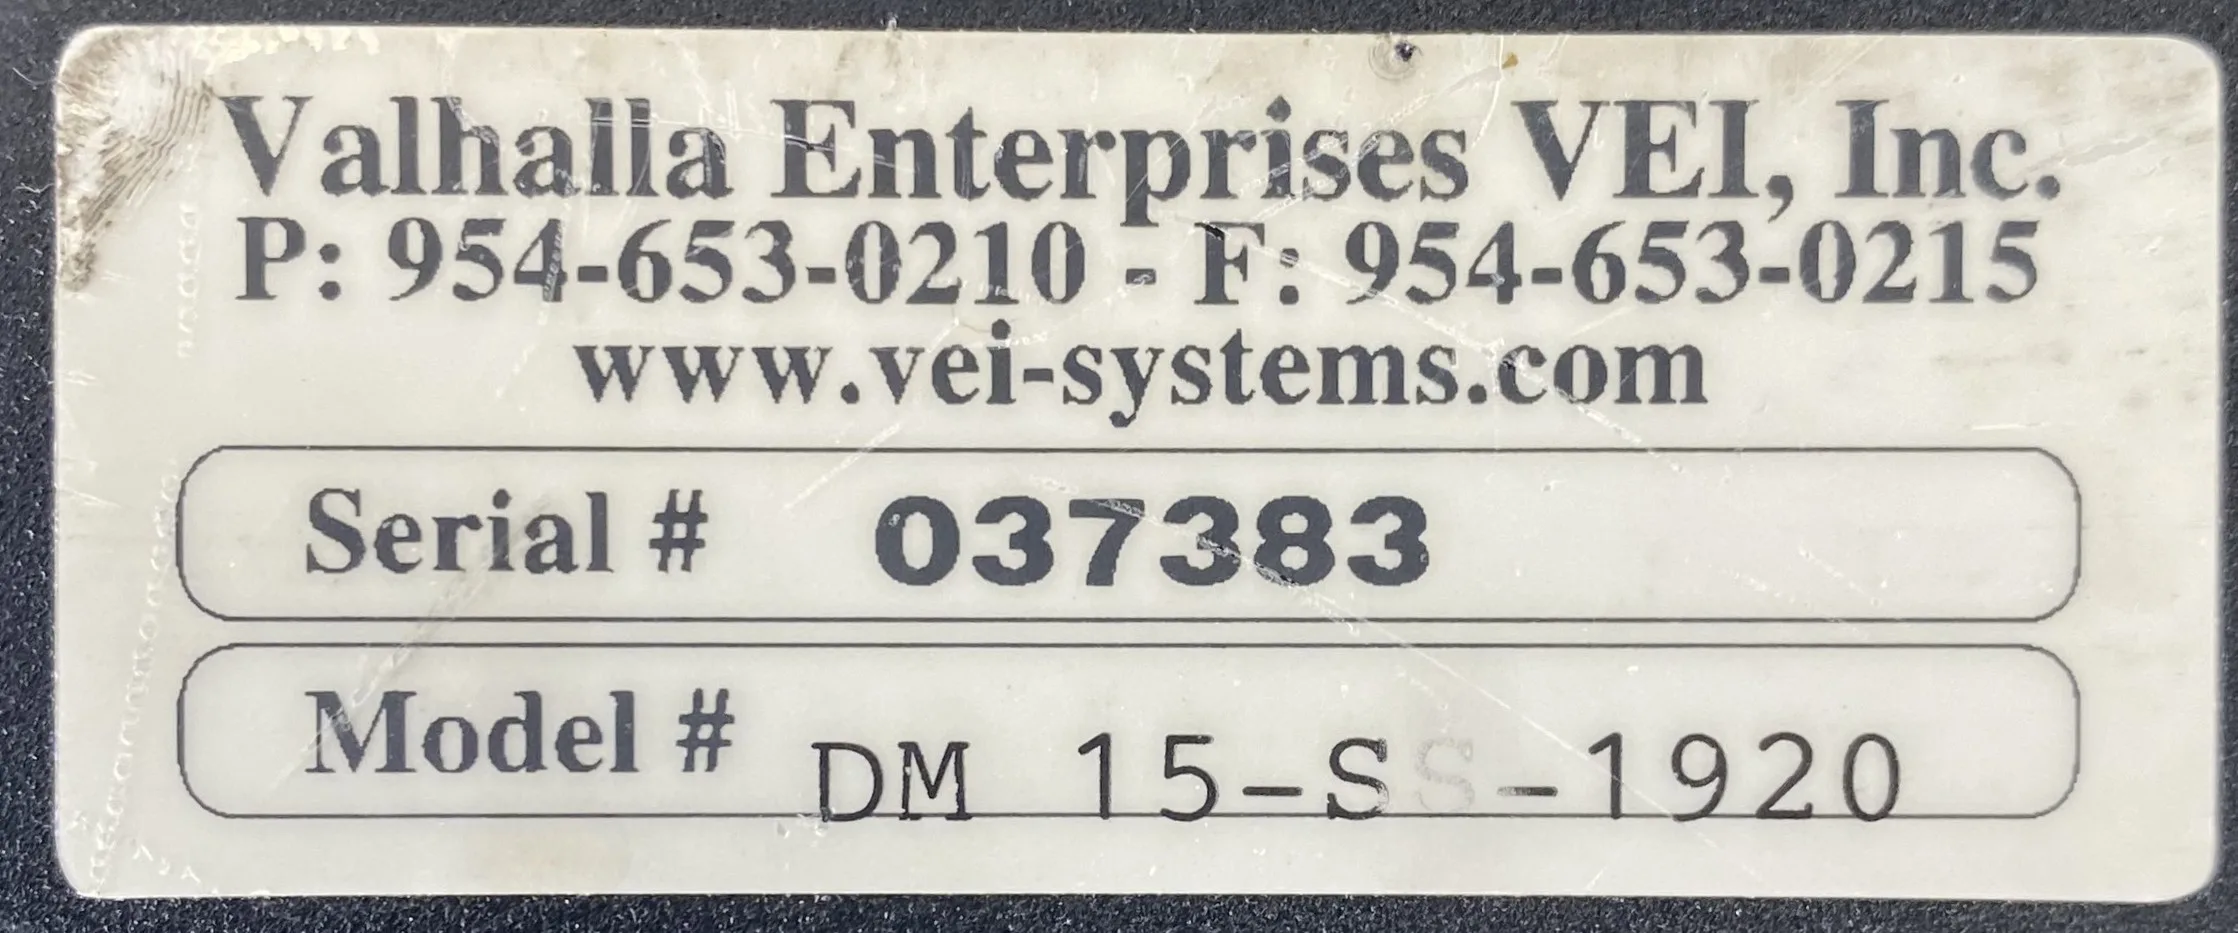 Valhalla Enterprises VEI, Inc.
P: 954-653-0210 - F: 954-653-0215
www.vei-systems.com
Serial # 037383
Model # DM 15-SS-1920